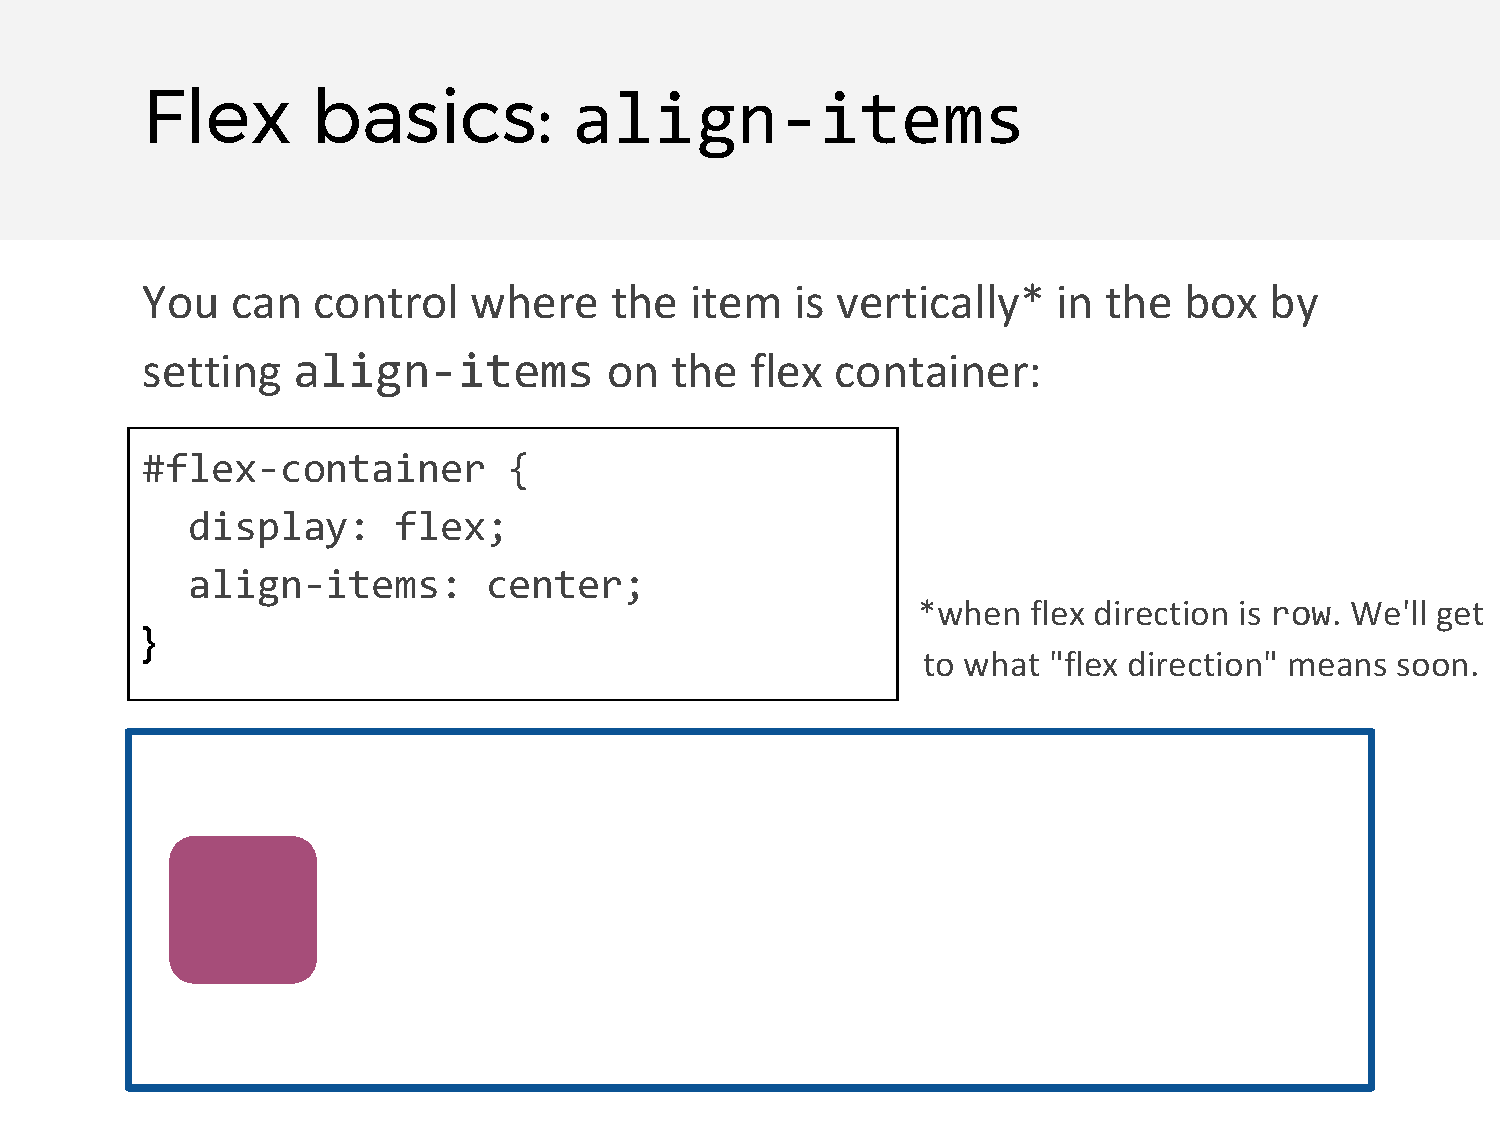 Flex basics: align-items
You can control where the item is vertically* in the box by
setting align-items on the flex container:
#flex-container {
  display: flex;
  align-items: center;
}
*when flex direction is row. We'll get
to what "flex direction" means soon.